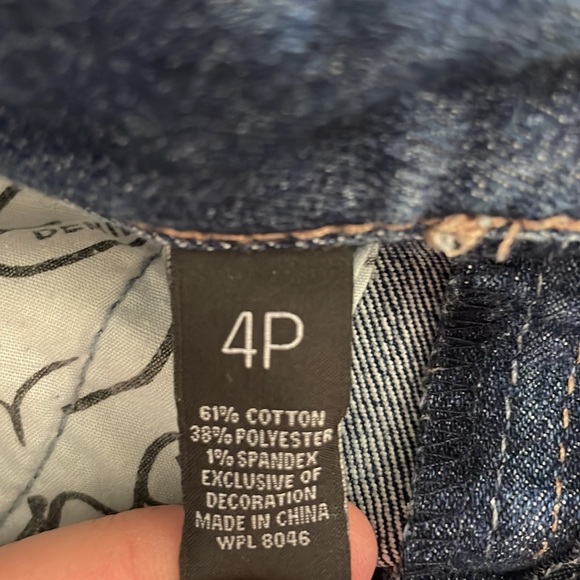 4P
61% COTTON
38% POLYESTER
1% SPANDEX
EXCLUSIVE OF
DECORATION
MADE IN CHINA
WPL 8046